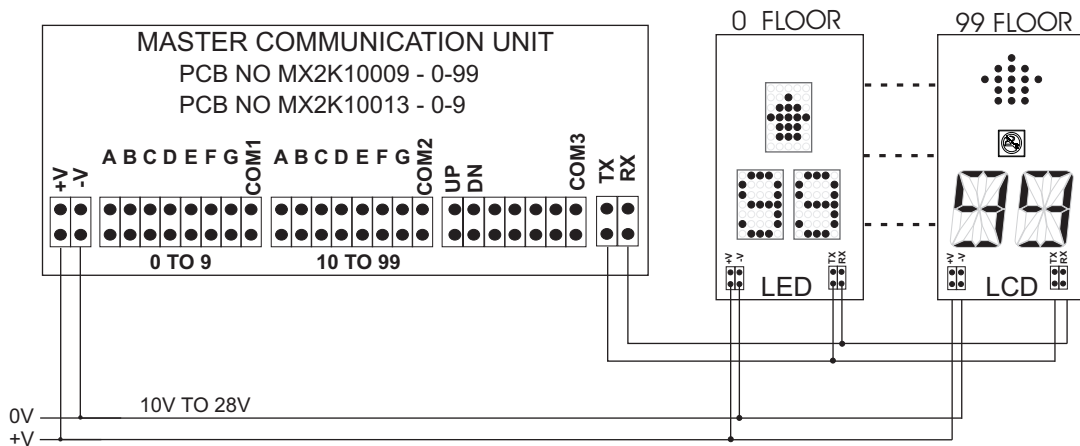 0 FLOOR
99 FLOOR
MASTER COMMUNICATION UNIT
PCB NO MX2K10009 - 0-99
PCB NO MX2K10013 - 0-9
+V -V
A B C D E F G COM1
A B C D E F G COM2
UP DN COM3
TX RX
0 TO 9
10 TO 99
99
+V -V
TX RX
LED
99
+V -V
TX RX
LCD
10V TO 28V
0V
+V